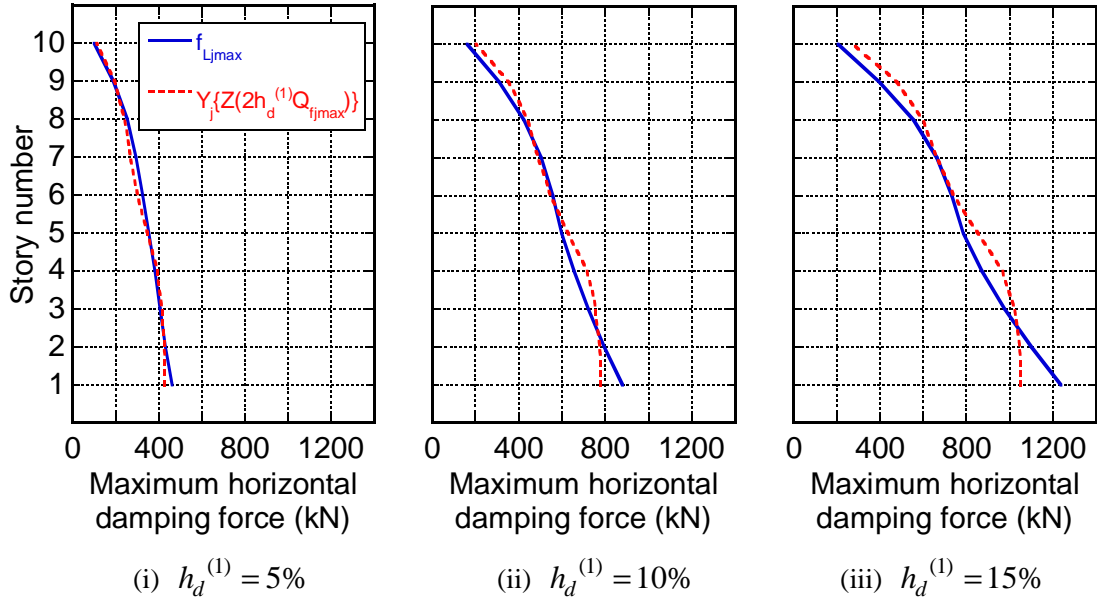 f_Ljmax
Y_j{Z(2h_d^(1)Q_fjmax)}
Story number
10
9
8
7
6
5
4
3
2
1
0 400 800 1200
0 400 800 1200
0 400 800 1200
Maximum horizontal
damping force (kN)
Maximum horizontal
damping force (kN)
Maximum horizontal
damping force (kN)
(i) h_d^(1) = 5%
(ii) h_d^(1) = 10%
(iii) h_d^(1) = 15%